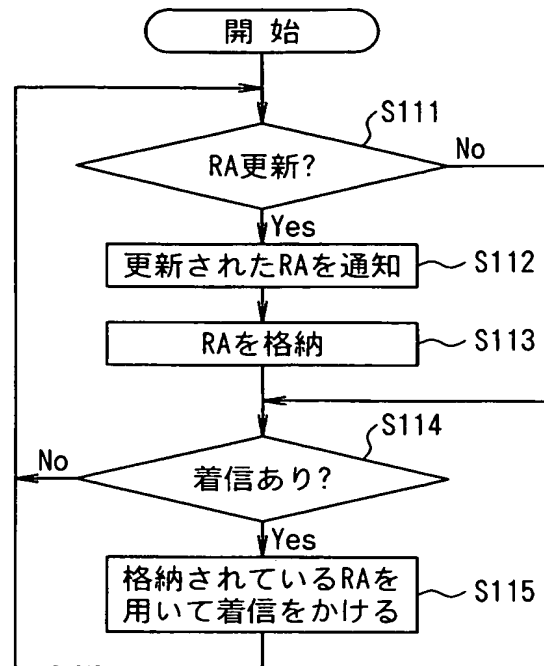 開始
S111
RA更新?
No
Yes
更新されたRAを通知
S112
RAを格納
S113
S114
No
着信あり?
Yes
格納されているRAを
用いて着信をかける
S115